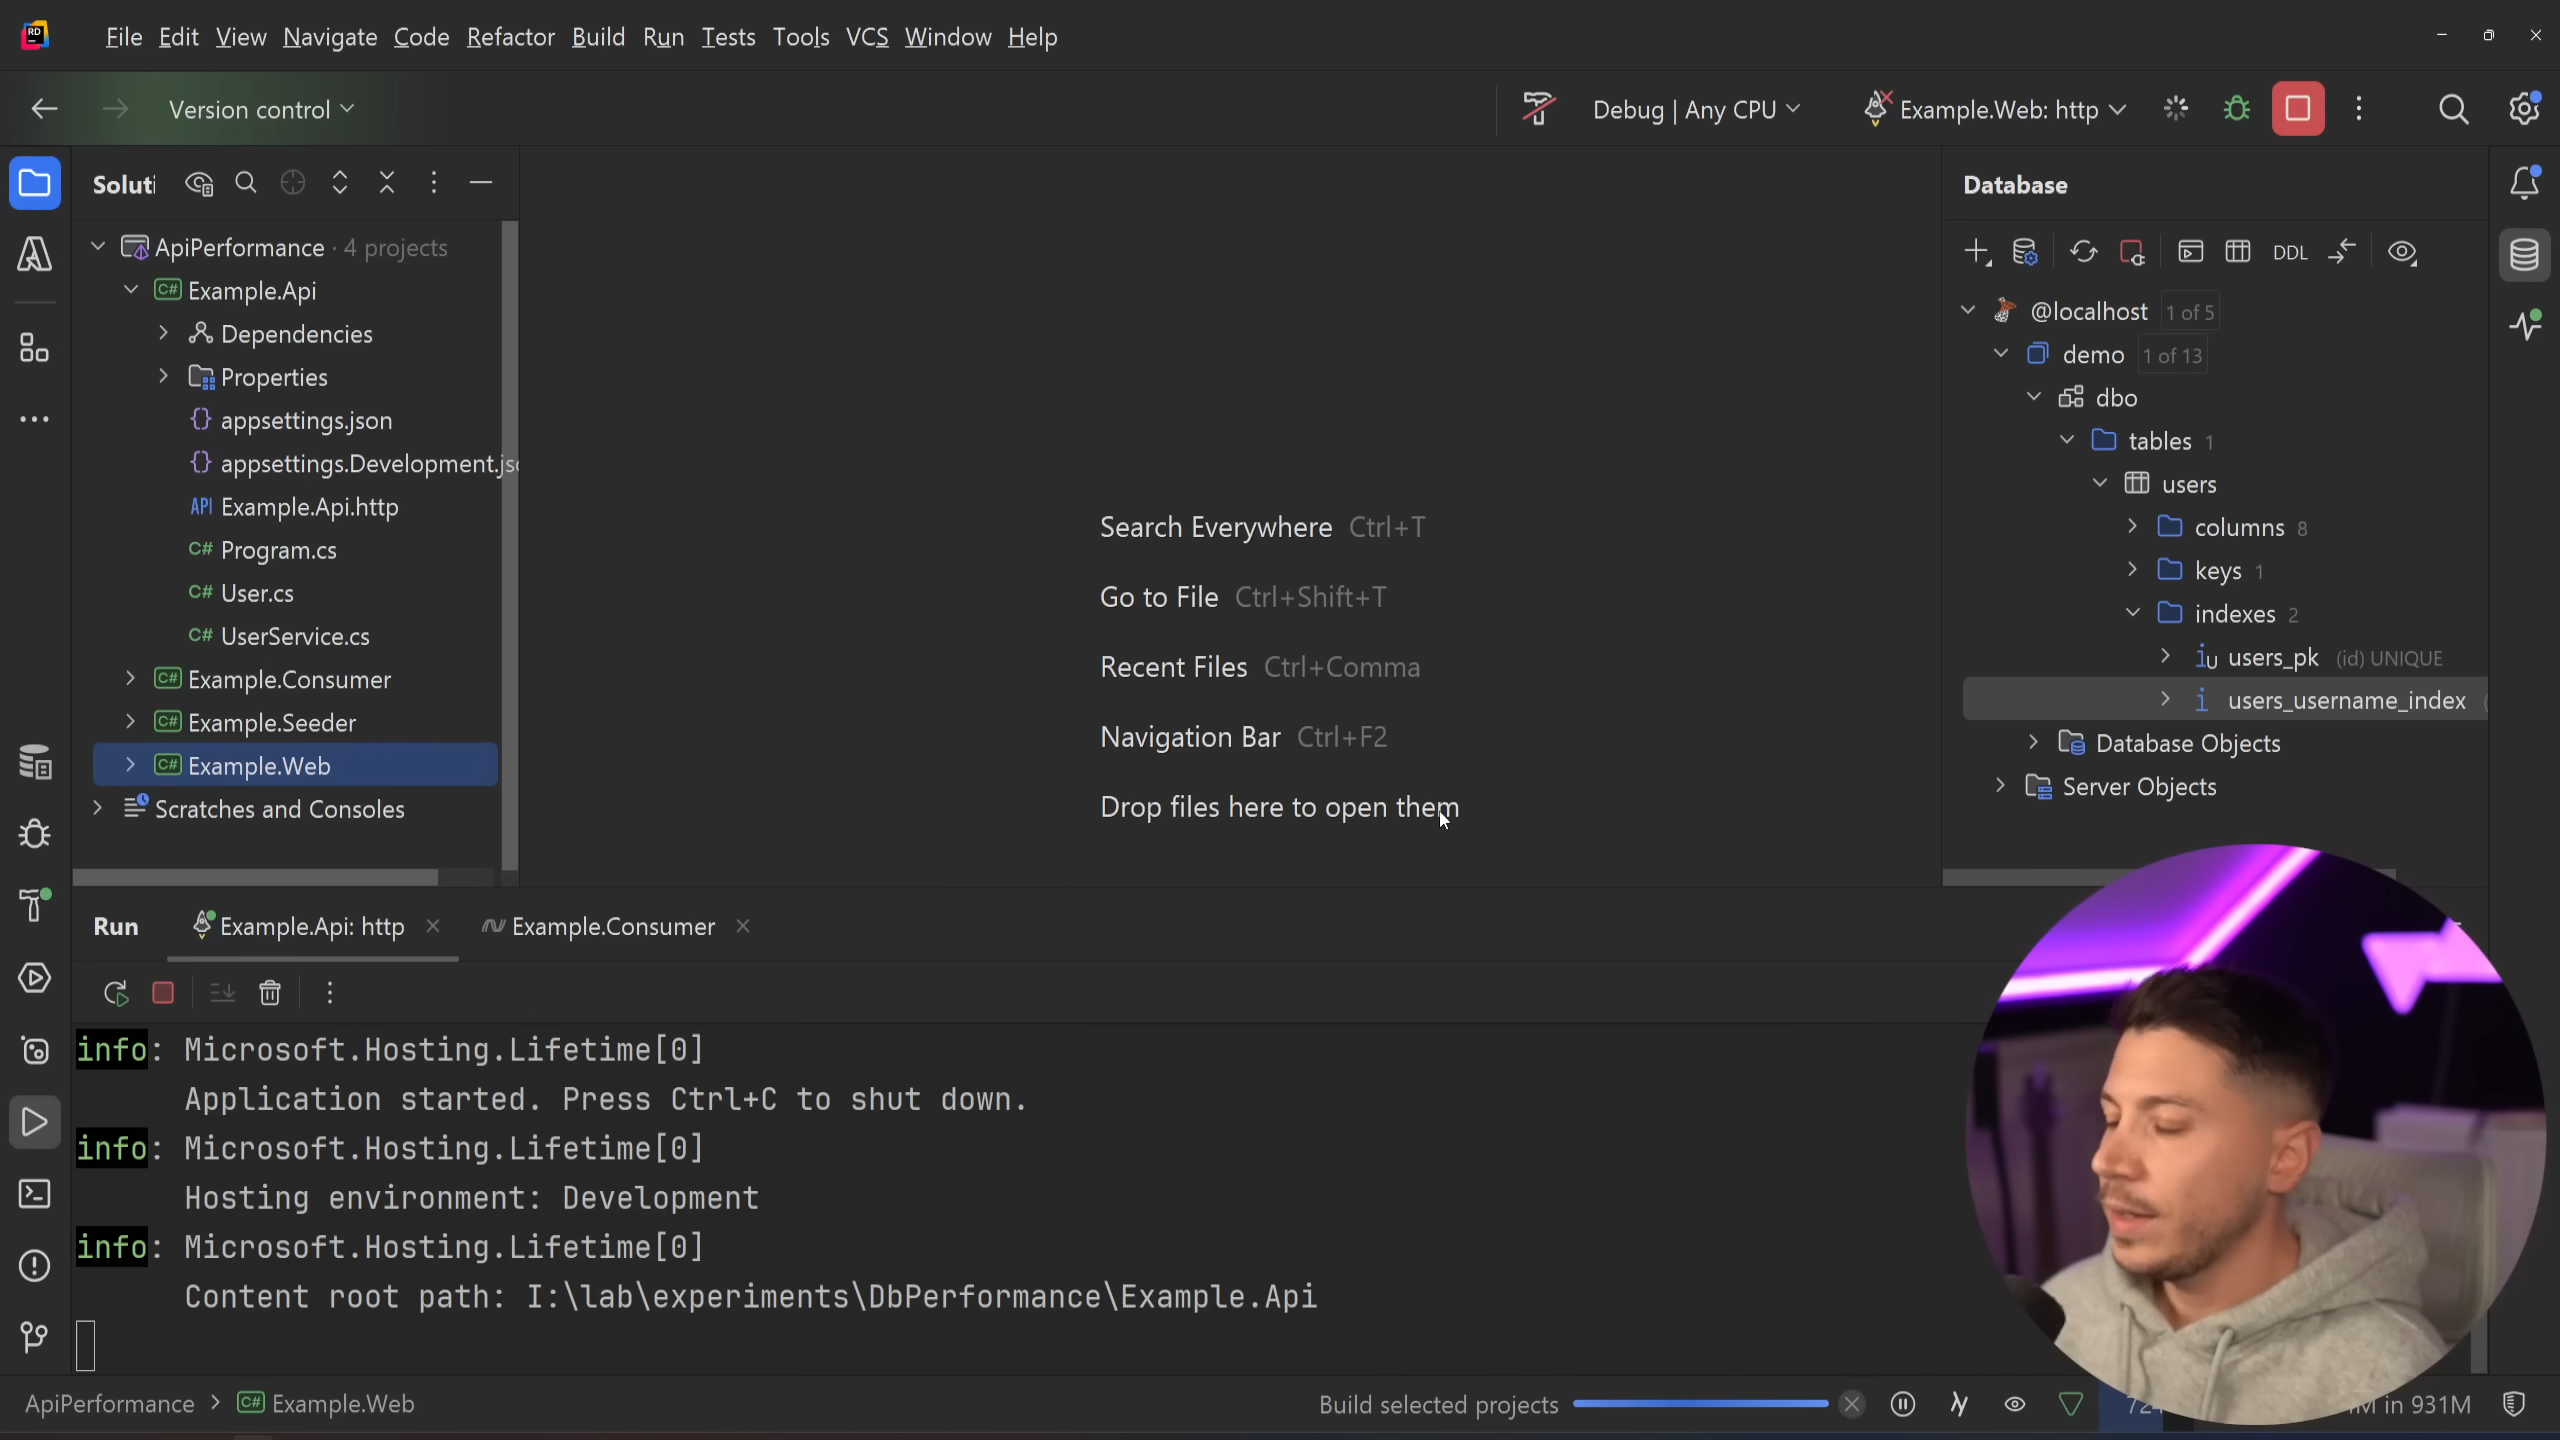 RD
File Edit View Navigate Code Refactor Build Run Tests Tools VCS Window Help
Version control
Debug | Any CPU
Example.Web: http
Soluti
ApiPerformance · 4 projects
C# Example.Api
Dependencies
Properties
{} appsettings.json
{} appsettings.Development.jso
API Example.Api.http
C# Program.cs
C# User.cs
C# UserService.cs
C# Example.Consumer
C# Example.Seeder
C# Example.Web
Scratches and Consoles
Search Everywhere Ctrl+T
Go to File Ctrl+Shift+T
Recent Files Ctrl+Comma
Navigation Bar Ctrl+F2
Drop files here to open them
Database
DDL
@localhost 1 of 5
demo 1 of 13
dbo
tables 1
users
columns 8
keys 1
indexes 2
users_pk (id) UNIQUE
users_username_index (
Database Objects
Server Objects
Run
Example.Api: http
Example.Consumer
info: Microsoft.Hosting.Lifetime[0]
Application started. Press Ctrl+C to shut down.
info: Microsoft.Hosting.Lifetime[0]
Hosting environment: Development
info: Microsoft.Hosting.Lifetime[0]
Content root path: I:\lab\experiments\DbPerformance\Example.Api
ApiPerformance > C# Example.Web
Build selected projects
in 931M